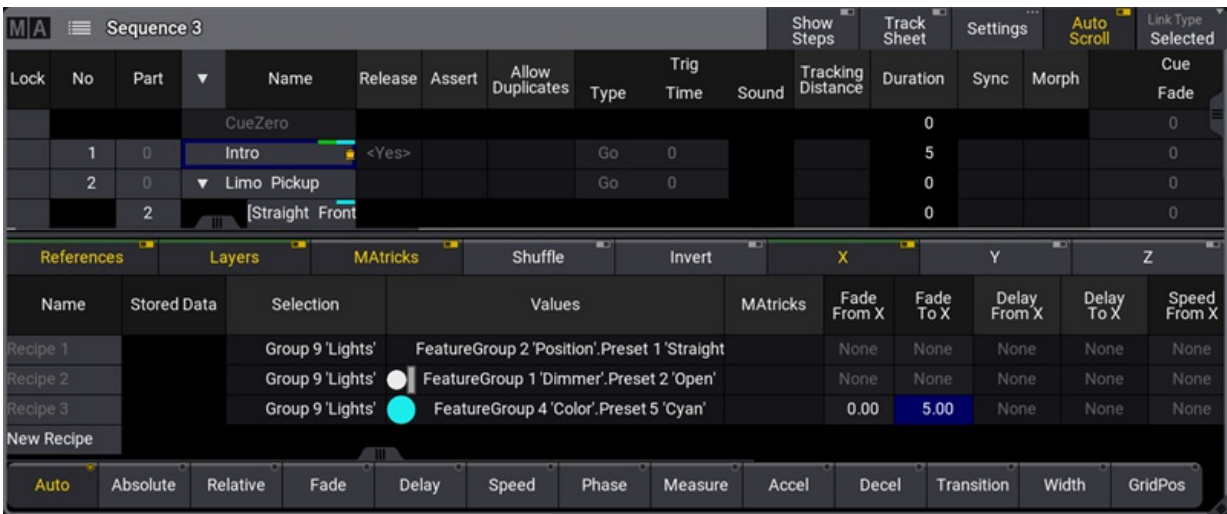 MA Sequence 3 Show Steps Track Sheet Settings Auto Scroll Link Type Selected
Lock No Part Name Release Assert Allow Duplicates Trig Type Trig Time Sound Tracking Distance Duration Sync Morph Cue Fade
CueZero 0 0
1 0 Intro <Yes> Go 0 5 0
2 0 Limo Pickup Go 0 0 0
2 [Straight Front 0 0
References Layers MAtricks Shuffle Invert X Y Z
Name Stored Data Selection Values MAtricks Fade From X Fade To X Delay From X Delay To X Speed From X
Recipe 1 Group 9 'Lights' FeatureGroup 2 'Position'.Preset 1 'Straight None None None None None
Recipe 2 Group 9 'Lights' FeatureGroup 1 'Dimmer'.Preset 2 'Open' None None None None None
Recipe 3 Group 9 'Lights' FeatureGroup 4 'Color'.Preset 5 'Cyan' 0.00 5.00 None None None
New Recipe
Auto Absolute Relative Fade Delay Speed Phase Measure Accel Decel Transition Width GridPos